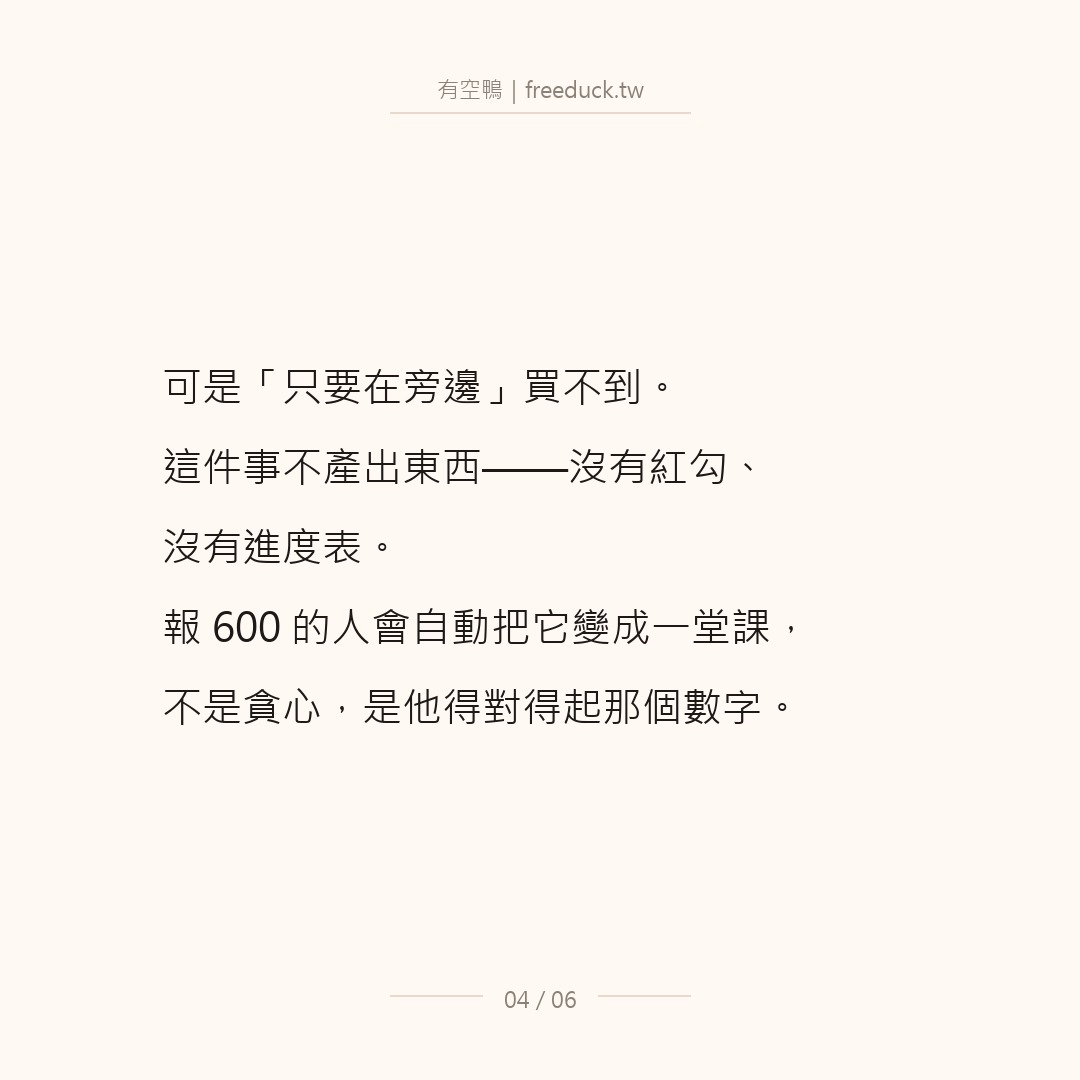 有空鴨｜freeduck.tw
可是「只要在旁邊」買不到。
這件事不產出東西——沒有紅勾、
沒有進度表。
報 600 的人會自動把它變成一堂課，
不是貪心，是他得對得起那個數字。
04 / 06